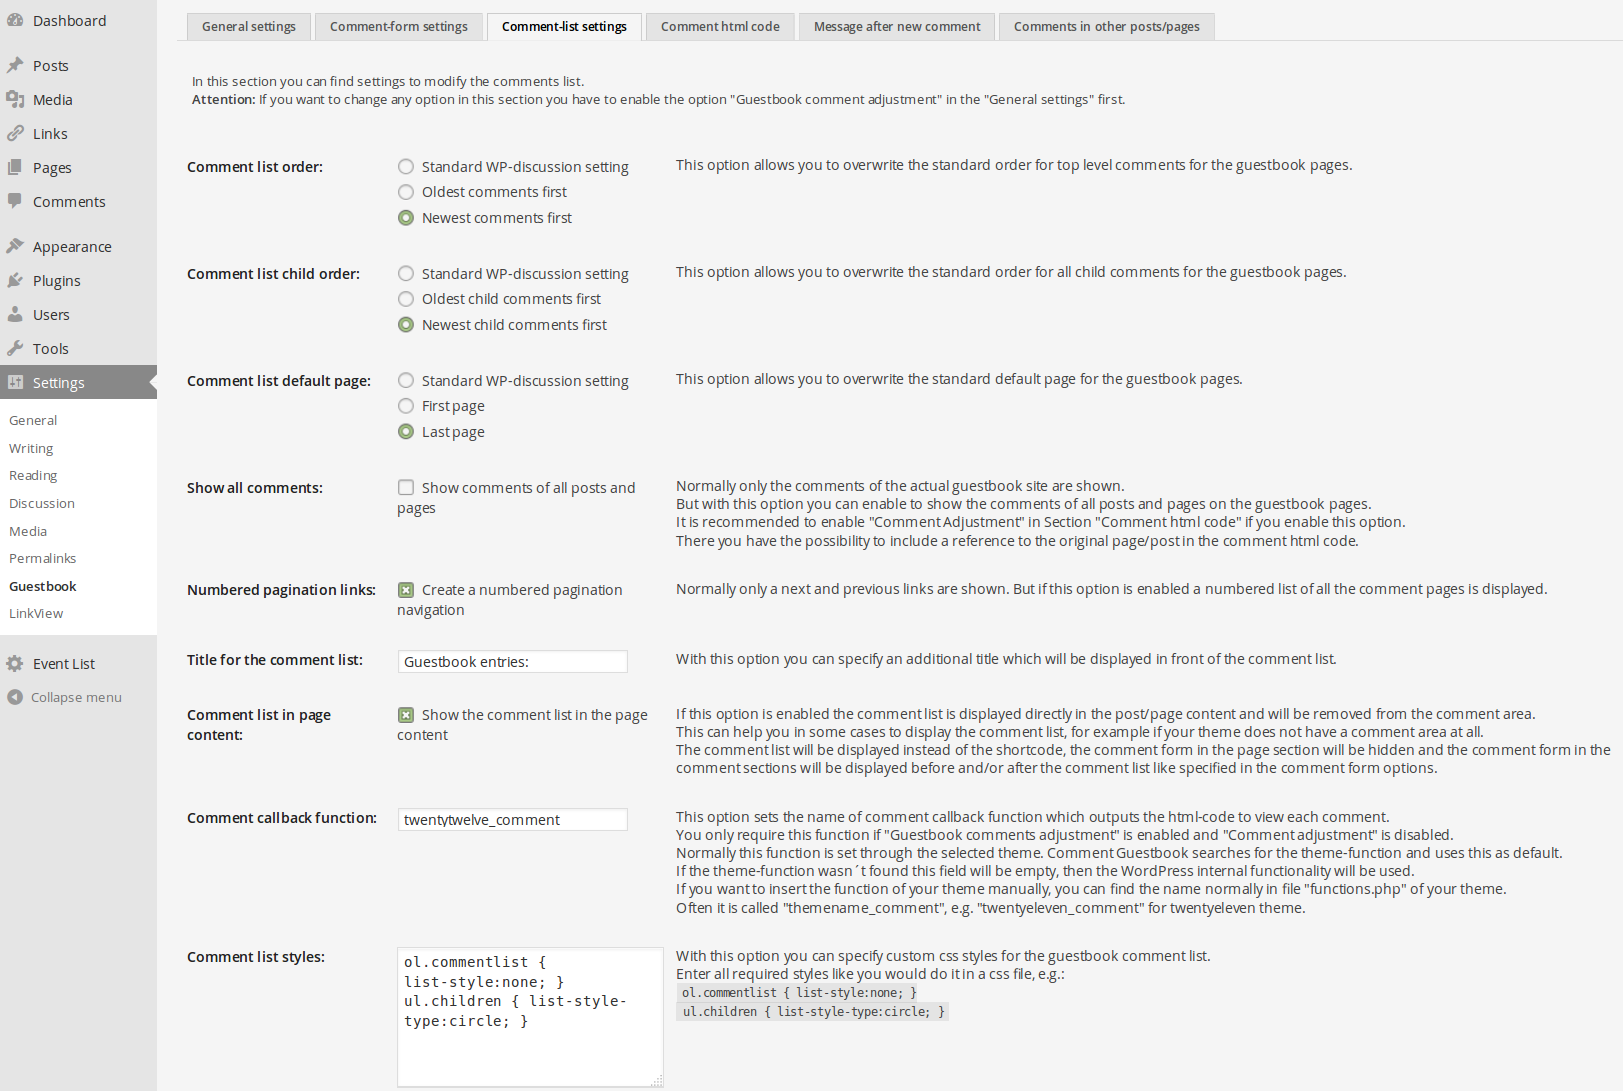 Dashboard
Posts
Media
Links
Pages
Comments
Appearance
Plugins
Users
Tools
Settings
General
Writing
Reading
Discussion
Media
Permalinks
Guestbook
LinkView
Event List
Collapse menu
General settings
Comment-form settings
Comment-list settings
Comment html code
Message after new comment
Comments in other posts/pages
In this section you can find settings to modify the comments list.
Attention: If you want to change any option in this section you have to enable the option "Guestbook comment adjustment" in the "General settings" first.
Comment list order:
Standard WP-discussion setting
Oldest comments first
Newest comments first
This option allows you to overwrite the standard order for top level comments for the guestbook pages.
Comment list child order:
Standard WP-discussion setting
Oldest child comments first
Newest child comments first
This option allows you to overwrite the standard order for all child comments for the guestbook pages.
Comment list default page:
Standard WP-discussion setting
First page
Last page
This option allows you to overwrite the standard default page for the guestbook pages.
Show all comments:
Show comments of all posts and
pages
Normally only the comments of the actual guestbook site are shown.
But with this option you can enable to show the comments of all posts and pages on the guestbook pages.
It is recommended to enable "Comment Adjustment" in Section "Comment html code" if you enable this option.
There you have the possibility to include a reference to the original page/post in the comment html code.
Numbered pagination links:
Create a numbered pagination
navigation
Normally only a next and previous links are shown. But if this option is enabled a numbered list of all the comment pages is displayed.
Title for the comment list:
Guestbook entries:
With this option you can specify an additional title which will be displayed in front of the comment list.
Comment list in page
content:
Show the comment list in the page
content
If this option is enabled the comment list is displayed directly in the post/page content and will be removed from the comment area.
This can help you in some cases to display the comment list, for example if your theme does not have a comment area at all.
The comment list will be displayed instead of the shortcode, the comment form in the page section will be hidden and the comment form in the
comment sections will be displayed before and/or after the comment list like specified in the comment form options.
Comment callback function:
twentytwelve_comment
This option sets the name of comment callback function which outputs the html-code to view each comment.
You only require this function if "Guestbook comments adjustment" is enabled and "Comment adjustment" is disabled.
Normally this function is set through the selected theme. Comment Guestbook searches for the theme-function and uses this as default.
If the theme-function wasn´t found this field will be empty, then the WordPress internal functionality will be used.
If you want to insert the function of your theme manually, you can find the name normally in file "functions.php" of your theme.
Often it is called "themename_comment", e.g. "twentyeleven_comment" for twentyeleven theme.
Comment list styles:
ol.commentlist {
list-style:none; }
ul.children { list-style-
type:circle; }
With this option you can specify custom css styles for the guestbook comment list.
Enter all required styles like you would do it in a css file, e.g.:
ol.commentlist { list-style:none; }
ul.children { list-style-type:circle; }